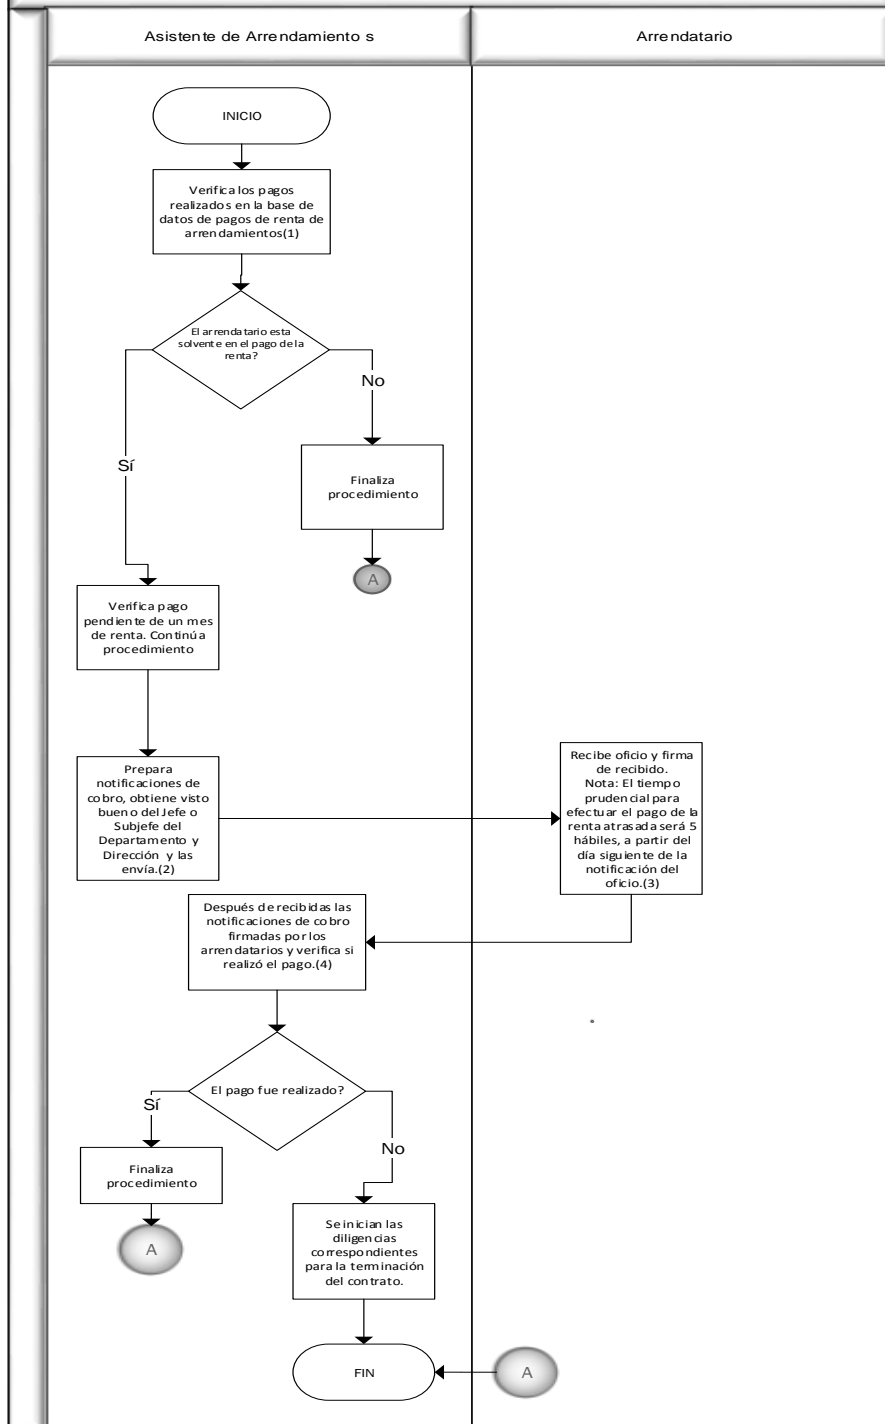 Asistente de Arrendamiento s
Arrendatario
INICIO
Verifica los pagos
realizados en la base de
datos de pagos de renta de
arrendamientos(1)
El arrendatario esta
solvente en el pago de la
renta?
No
Sí
Finaliza
procedimiento
A
Verifica pago
pendiente de un mes
de renta. Continúa
procedimiento
Prepara
notificaciones de
cobro, obtiene visto
bueno del Jefe o
Subjefe del
Departamento y
Dirección y las
envía.(2)
Recibe oficio y firma
de recibido.
Nota: El tiempo
prudencial para
efectuar el pago de la
renta atrasada será 5
hábiles, a partir del
día siguiente de la
notificación del
oficio.(3)
Después de recibidas las
notificaciones de cobro
firmadas por los
arrendatarios y verifica si
realizó el pago.(4)
El pago fue realizado?
Sí
No
Finaliza
procedimiento
A
Se inician las
diligencias
correspondientes
para la terminación
del contrato.
FIN
A